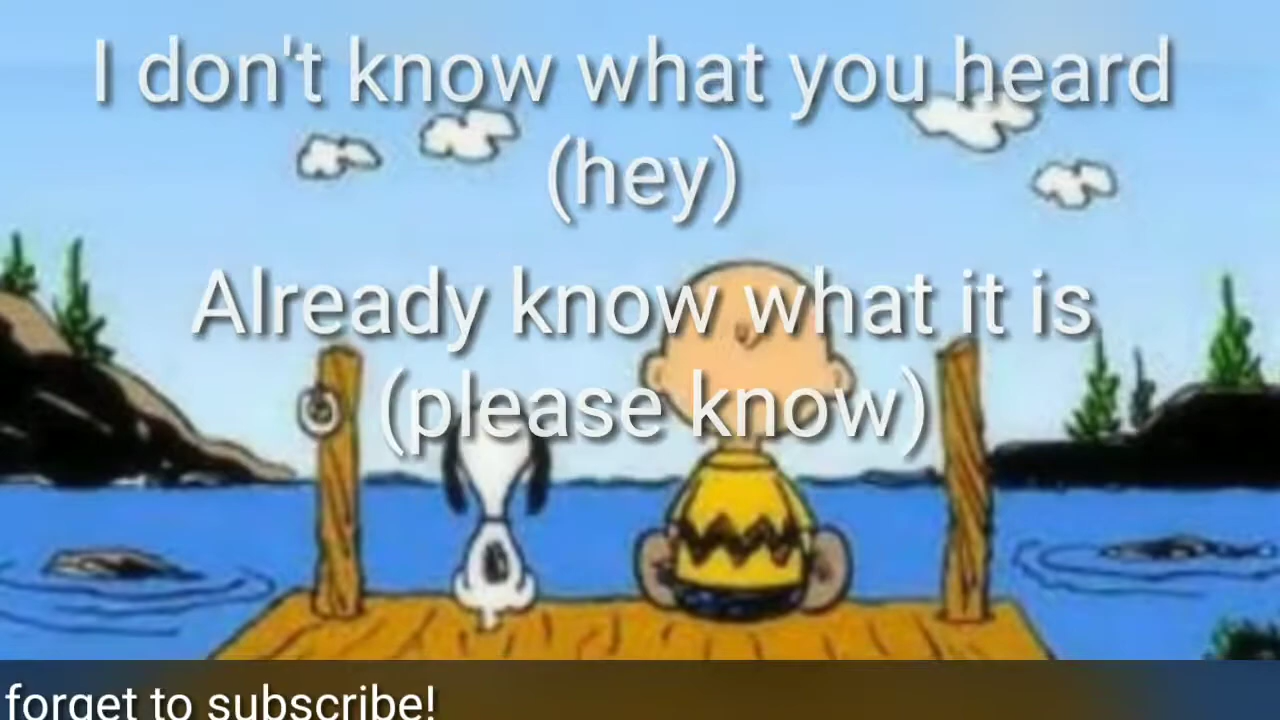 I don't know what you heard
(hey)
Already know what it is
(please know)
forget to subscribe!